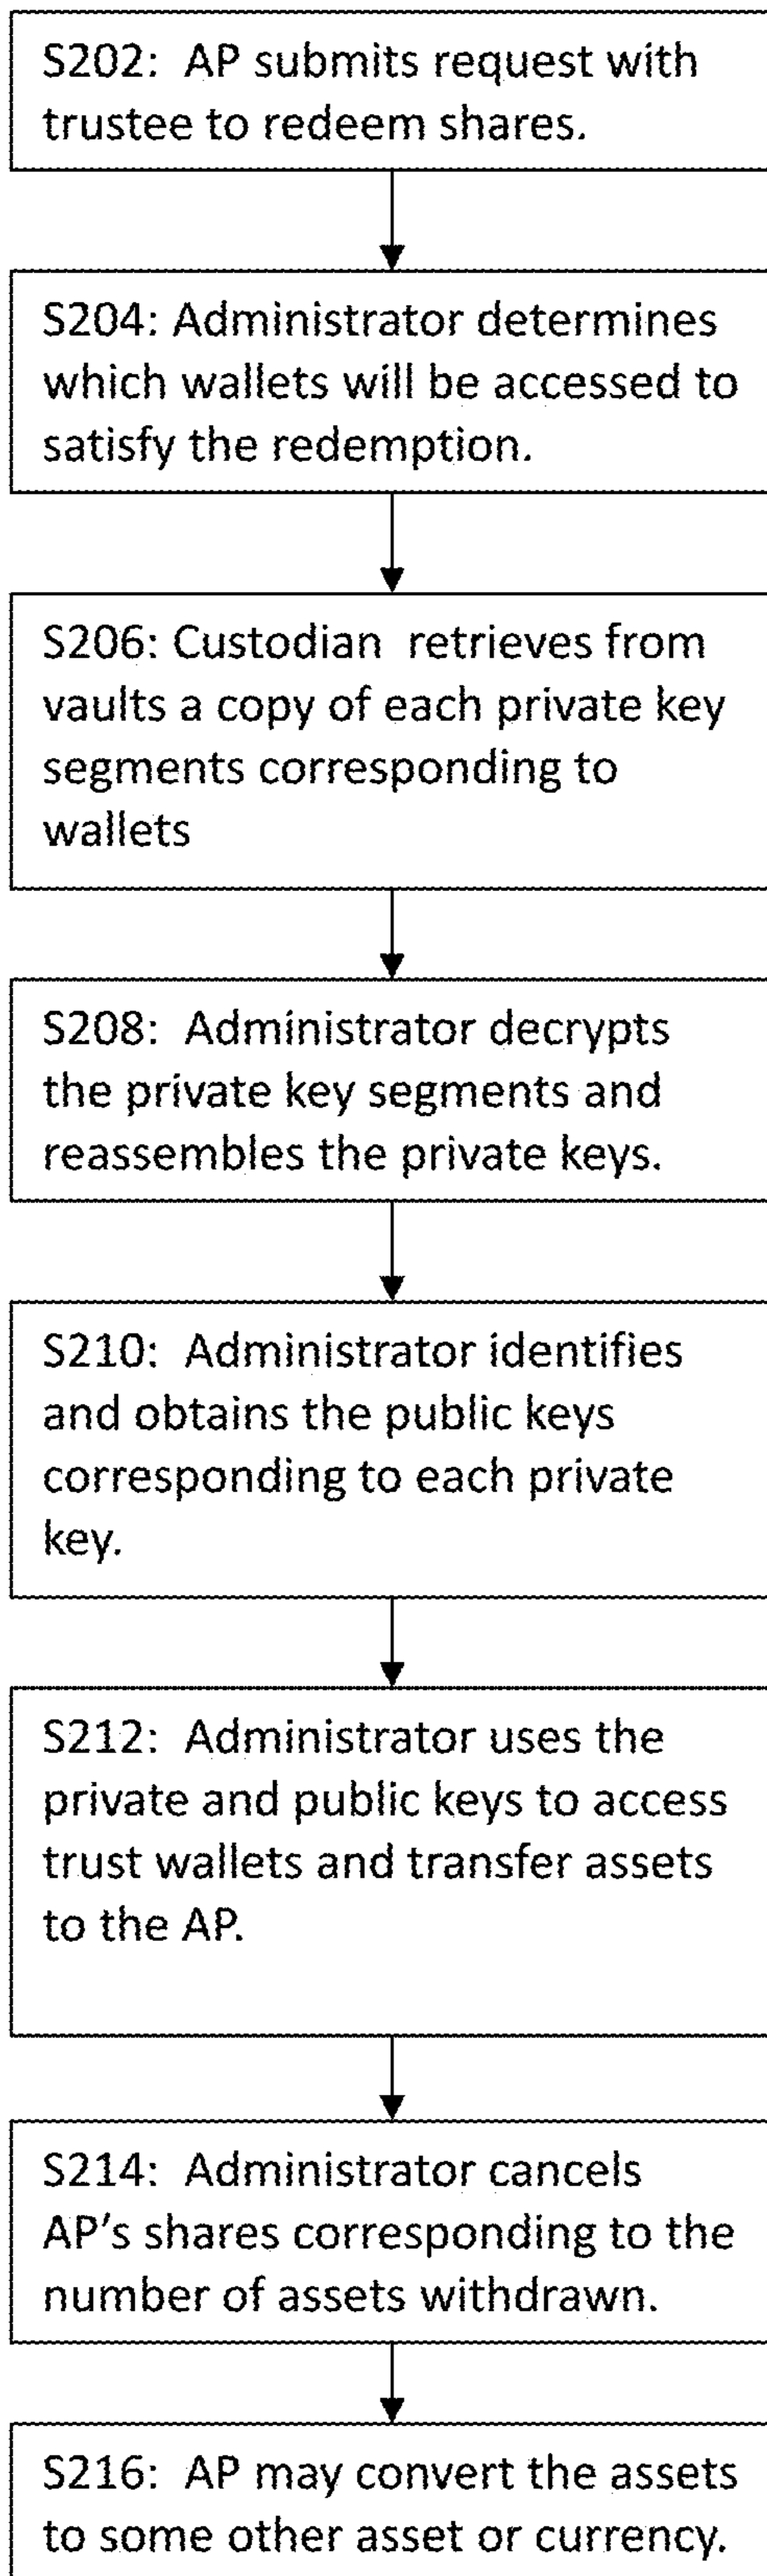 S202: AP submits request with
trustee to redeem shares.
S204: Administrator determines
which wallets will be accessed to
satisfy the redemption.
S206: Custodian retrieves from
vaults a copy of each private key
segments corresponding to
wallets
S208: Administrator decrypts
the private key segments and
reassembles the private keys.
S210: Administrator identifies
and obtains the public keys
corresponding to each private
key.
S212: Administrator uses the
private and public keys to access
trust wallets and transfer assets
to the AP.
S214: Administrator cancels
AP's shares corresponding to the
number of assets withdrawn.
S216: AP may convert the assets
to some other asset or currency.